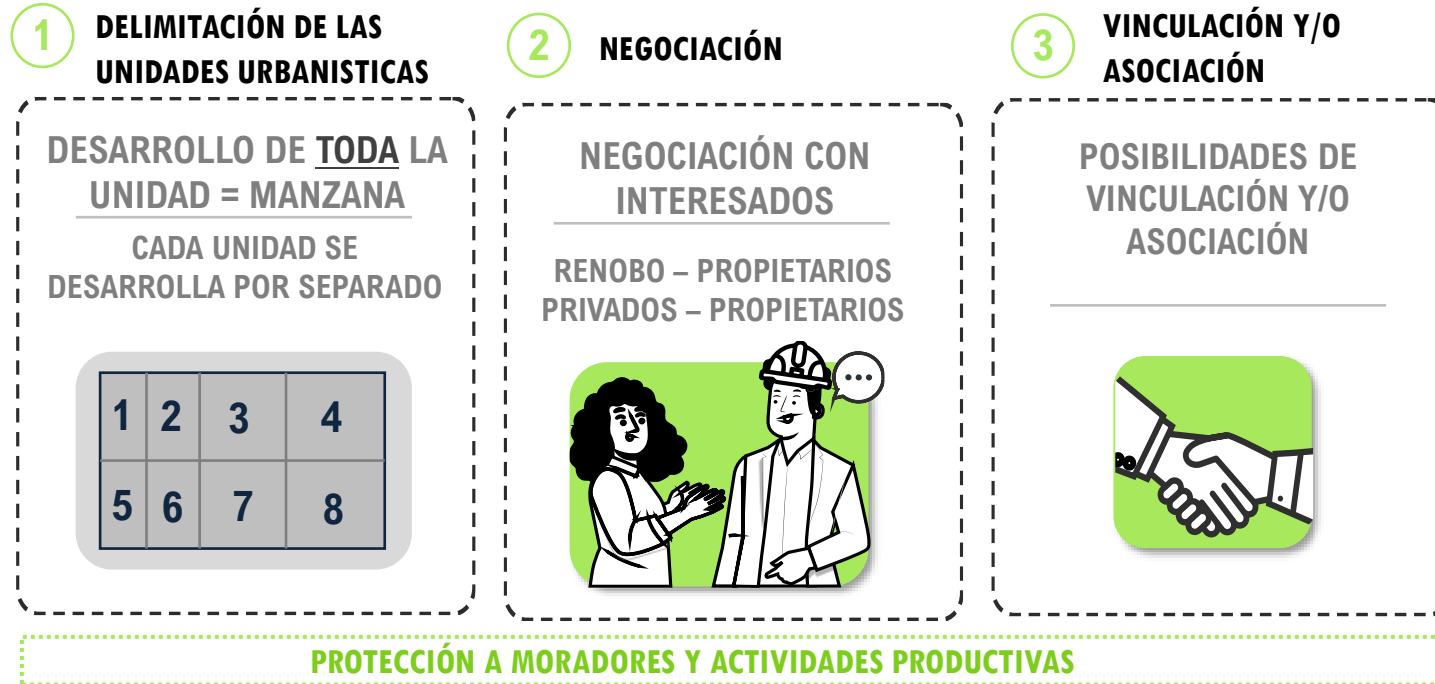 1
DELIMITACIÓN DE LAS
UNIDADES URBANISTICAS
DESARROLLO DE TODA LA
UNIDAD = MANZANA
CADA UNIDAD SE
DESARROLLA POR SEPARADO
1 2 3 4
5 6 7 8
2
NEGOCIACIÓN
NEGOCIACIÓN CON
INTERESADOS
RENOBO – PROPIETARIOS
PRIVADOS – PROPIETARIOS
3
VINCULACIÓN Y/O
ASOCIACIÓN
POSIBILIDADES DE
VINCULACIÓN Y/O
ASOCIACIÓN
PROTECCIÓN A MORADORES Y ACTIVIDADES PRODUCTIVAS